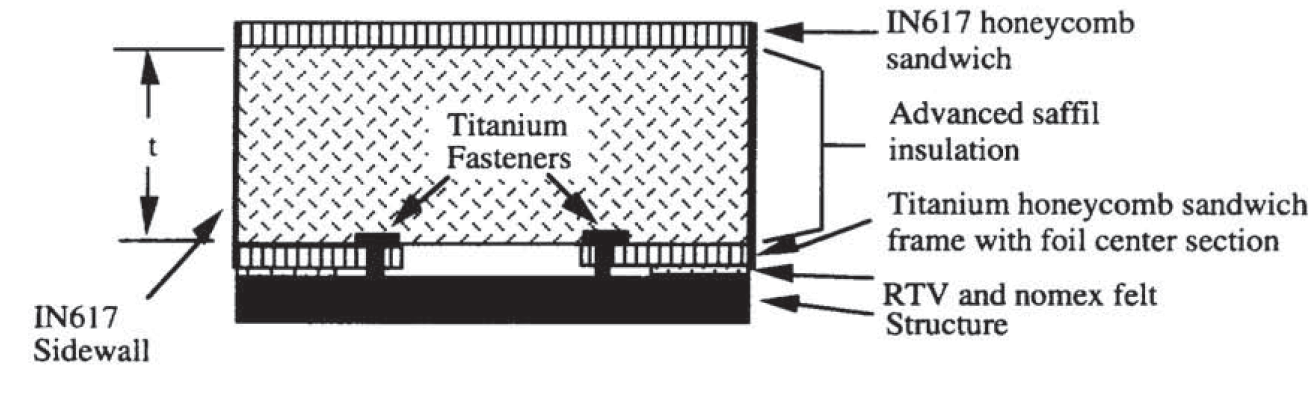 IN617 honeycomb
sandwich
Titanium
Fasteners
Advanced saffil
insulation
t
Titanium honeycomb sandwich
frame with foil center section
RTV and nomex felt
Structure
IN617
Sidewall